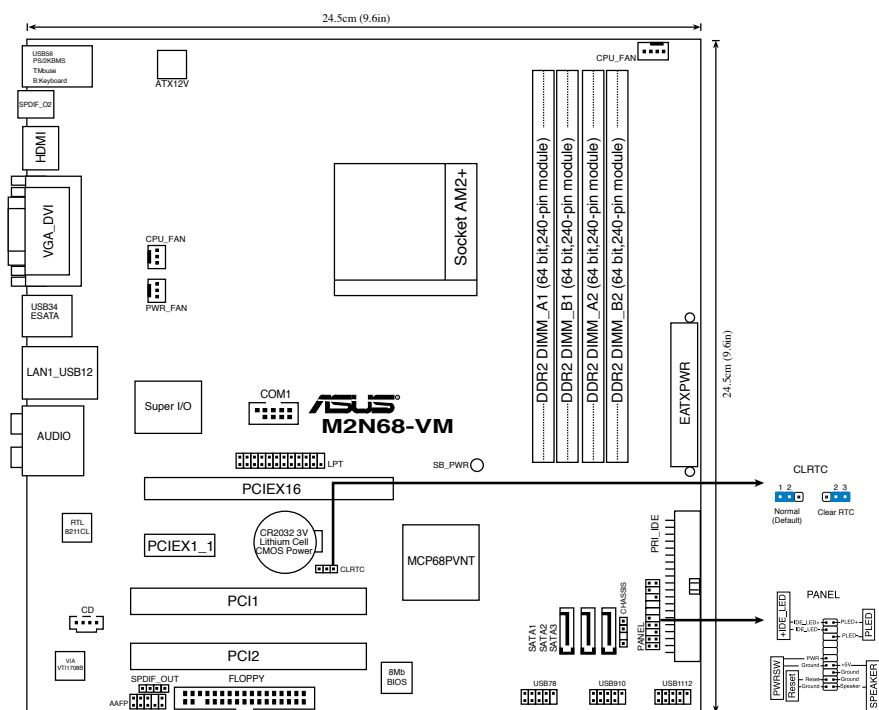 24.5cm (9.6in)
USB56
PS/2KBMS
T:Mouse
B:Keyboard
ATX12V
CPU_FAN
SPDIF_O2
HDMI
VGA_DVI
Socket AM2+
DDR2 DIMM_A1 (64 bit,240-pin module)
DDR2 DIMM_B1 (64 bit,240-pin module)
DDR2 DIMM_A2 (64 bit,240-pin module)
DDR2 DIMM_B2 (64 bit,240-pin module)
CPU_FAN
PWR_FAN
USB34
ESATA
24.5cm (9.6in)
LAN1_USB12
EATXPWR
Super I/O
COM1
ASUS
M2N68-VM
AUDIO
LPT
SB_PWR
CLRTC
1 2
2 3
Normal
(Default)
Clear RTC
PCIEX16
RTL
8211CL
PCIEX1_1
CR2032 3V
Lithium Cell
CMOS Power
CLRTC
MCP68PVNT
PRI_IDE
PCI1
CD
SATA1
SATA2
SATA3
CHASSIS
PANEL
PANEL
+IDE_LED
IDE_LED+
IDE_LED-
PLED+
PLED-
PLED
PCI2
VIA
VT1708B
8Mb
BIOS
PWRSW
PWR
Ground
Reset
Reset
Ground
+5V
Ground
Ground
Speaker
SPEAKER
SPDIF_OUT
FLOPPY
AAFP
USB78
USB910
USB1112